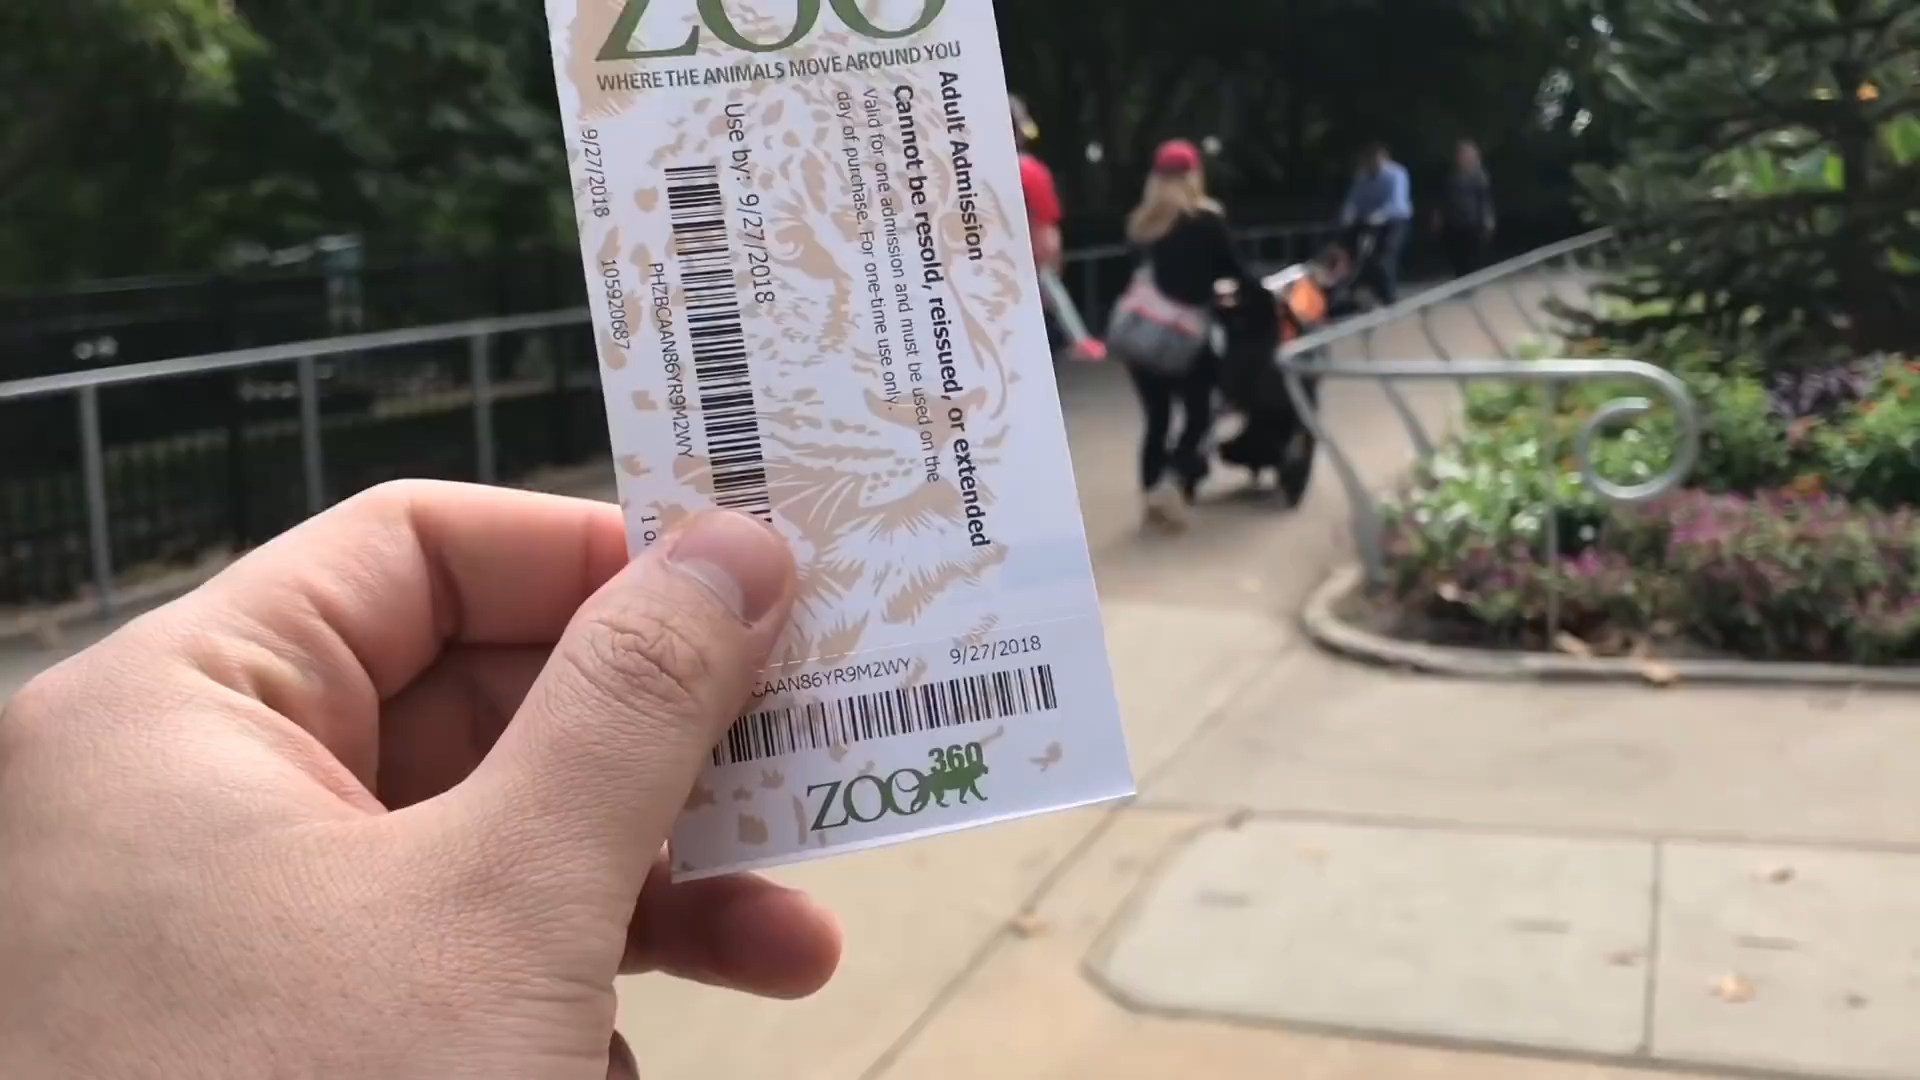 ZOO
WHERE THE ANIMALS MOVE AROUND YOU
Adult Admission
Cannot be resold, reissued, or extended
Valid for one admission and must be used on the
day of purchase. For one-time use only.
Use by: 9/27/2018
PHZBCAAN86YR9M2WY
9/27/2018 105920687 1 o
CAAN86YR9M2WY 9/27/2018
ZOO360